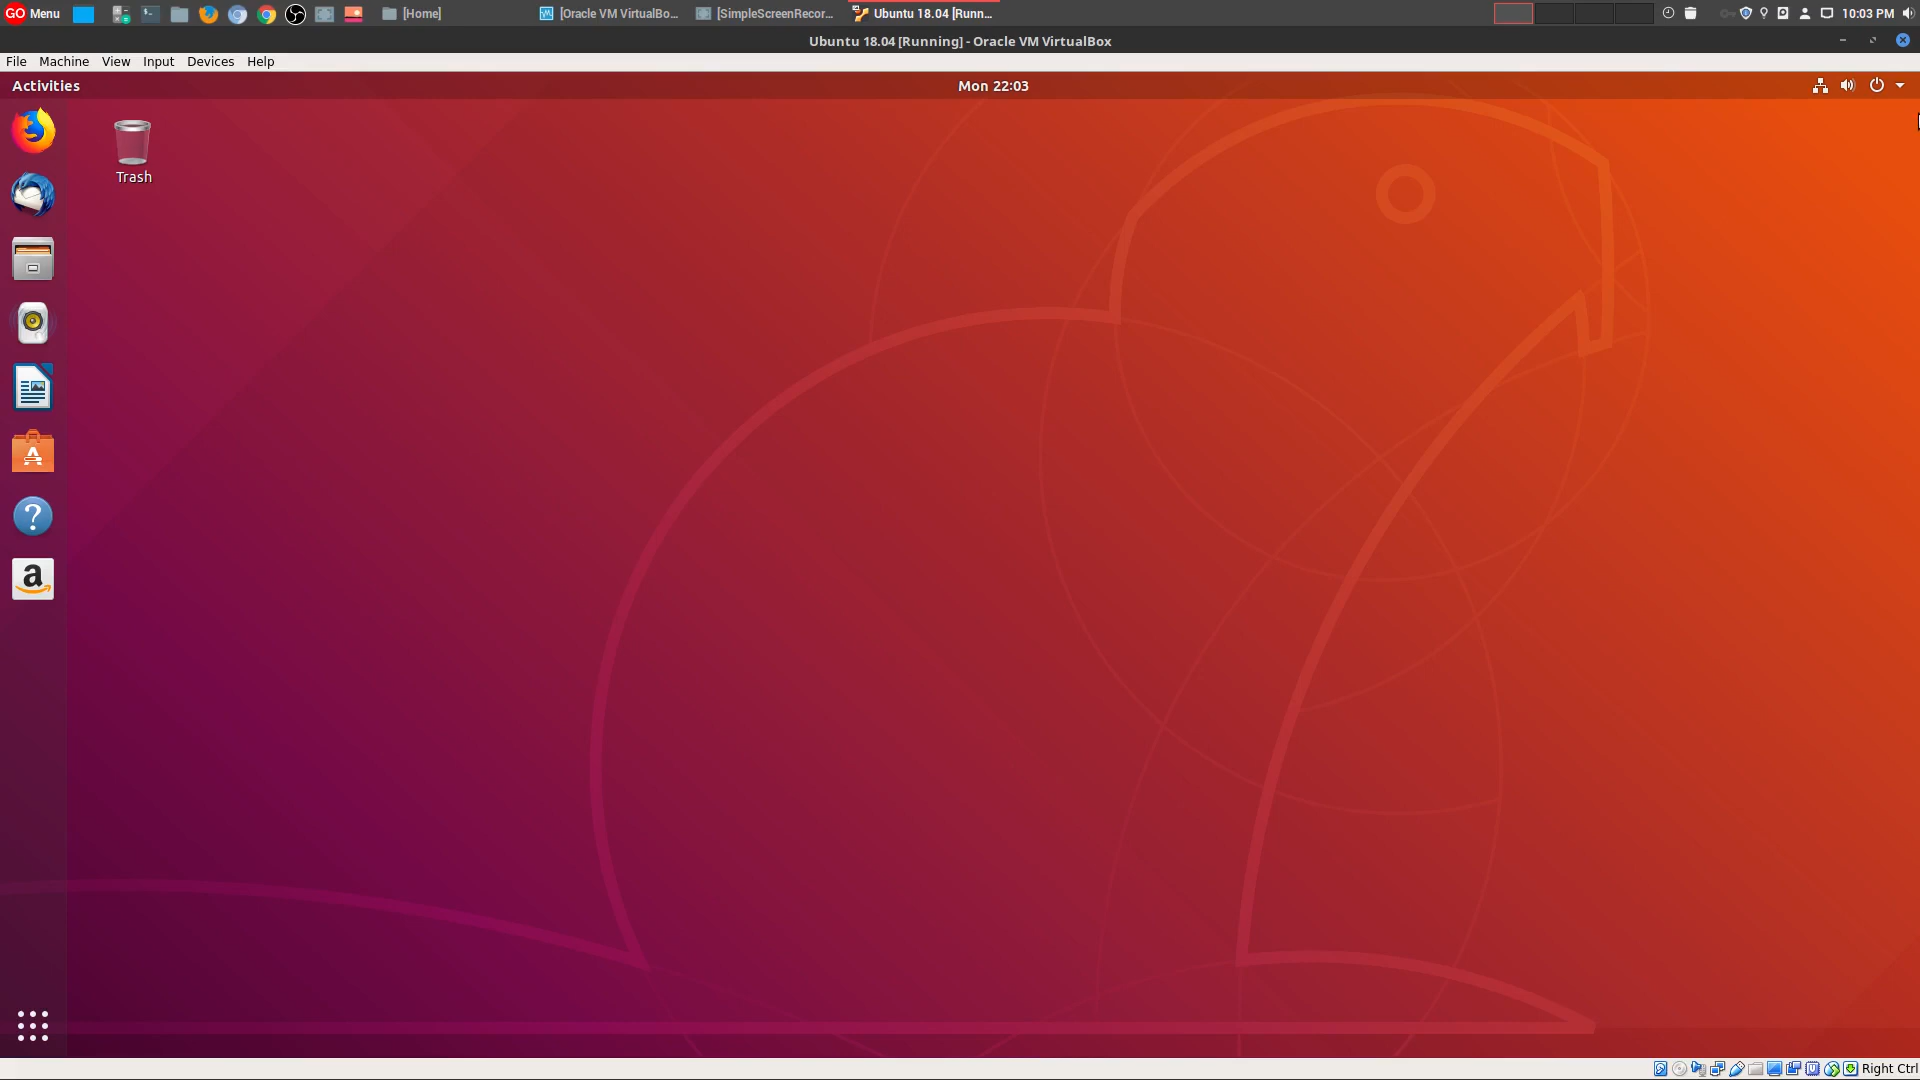 GO Menu [Home] [Oracle VM VirtualBo... [SimpleScreenRecor... Ubuntu 18.04 [Runn... 10:03 PM
Ubuntu 18.04 [Running] - Oracle VM VirtualBox
File Machine View Input Devices Help
Activities Mon 22:03
Trash
Right Ctrl